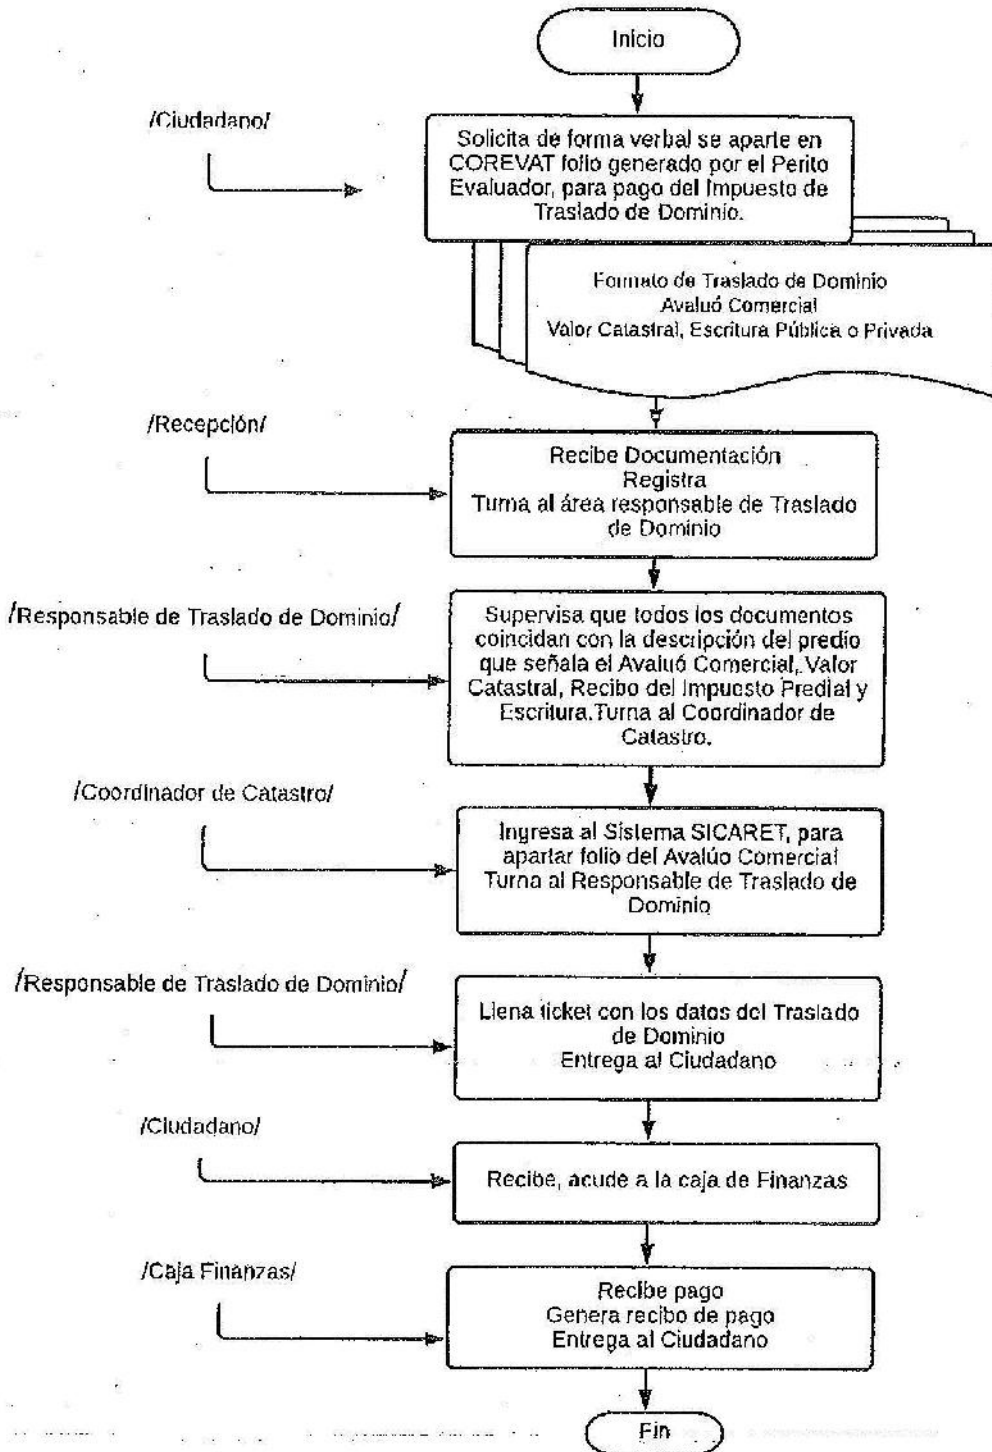 Inicio
/Ciudadano/
Solicita de forma verbal se aparte en
COREVAT folio generado por el Perito
Evaluador, para pago del Impuesto de
Traslado de Dominio.
Formato de Traslado de Dominio
Avaluó Comercial
Valor Catastral, Escritura Pública o Privada
/Recepción/
Recibe Documentación
Registra
Turna al área responsable de Traslado
de Dominio
/Responsable de Traslado de Dominio/
Supervisa que todos los documentos
coincidan con la descripción del predio
que señala el Avaluó Comercial, Valor
Catastral, Recibo del Impuesto Predial y
Escritura.Turna al Coordinador de
Catastro.
/Coordinador de Catastro/
Ingresa al Sistema SICARET, para
apartar folio del Avalúo Comercial
Turna al Responsable de Traslado de
Dominio
/Responsable de Traslado de Dominio/
Llena ticket con los datos del Traslado
de Dominio
Entrega al Ciudadano
/Ciudadano/
Recibe, acude a la caja de Finanzas
/Caja Finanzas/
Recibe pago
Genera recibo de pago
Entrega al Ciudadano
Fin